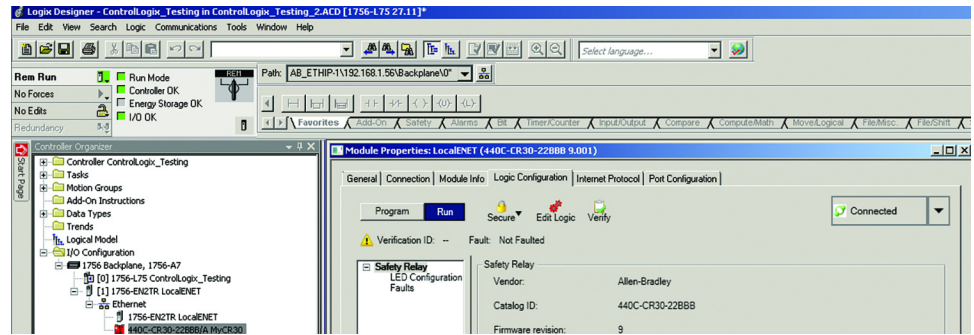 Logix Designer - ControlLogix_Testing in ControlLogix_Testing_2.ACD [1756-L75 27.11]*
File Edit View Search Logic Communications Tools Window Help
Select language...
Rem Run
Run Mode
REM
Path: AB_ETHIP-1\192.168.1.56\Backplane\0*
No Forces
Controller OK
Energy Storage OK
No Edits
I/O OK
Redundancy
Favorites Add-On Safety Alarms Bit Timer/Counter Input/Output Compare Compute/Math Move/Logical File/Misc. File/Shift
Start Page
Controller Organizer
Controller ControlLogix_Testing
Tasks
Motion Groups
Add-On Instructions
Data Types
Trends
Logical Model
I/O Configuration
1756 Backplane, 1756-A7
[0] 1756-L75 ControlLogix_Testing
[1] 1756-EN2TR LocalENET
Ethernet
1756-EN2TR LocalENET
440C-CR30-22BBB/A MyCR30
Module Properties: LocalENET (440C-CR30-22BBB 9.001)
General Connection Module Info Logic Configuration Internet Protocol Port Configuration
Program Run Secure Edit Logic Verify
Connected
Verification ID: -- Fault: Not Faulted
Safety Relay
LED Configuration
Faults
Safety Relay
Vendor: Allen-Bradley
Catalog ID: 440C-CR30-22BBB
Firmware revision: 9